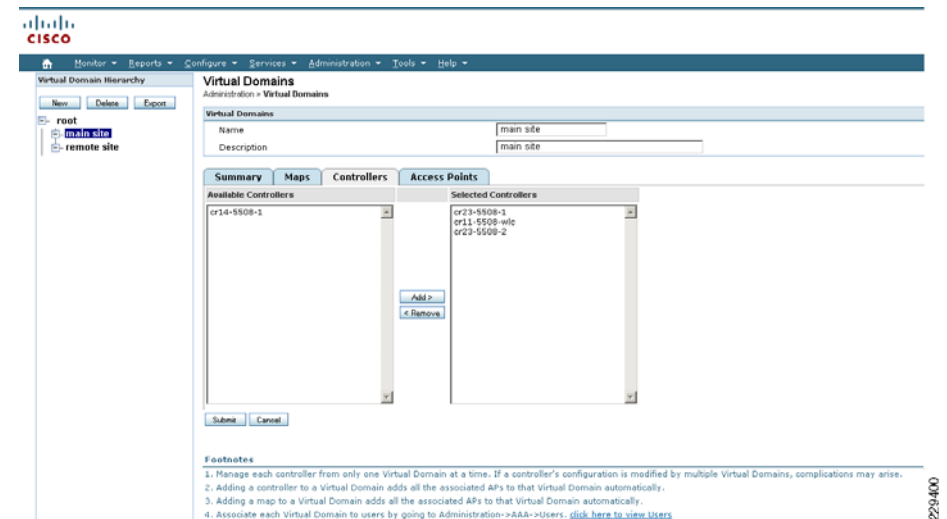 CISCO
Monitor Reports Configure Services Administration Tools Help
Virtual Domain Hierarchy
New Delete Export
root
main site
remote site
Virtual Domains
Administration > Virtual Domains
Virtual Domains
Name main site
Description main site
Summary Maps Controllers Access Points
Available Controllers Selected Controllers
cr14-5508-1
cr23-5508-1
cr11-5508-wlc
cr23-5508-2
Add >
< Remove
Submit Cancel
Footnotes
1. Manage each controller from only one Virtual Domain at a time. If a controller's configuration is modified by multiple Virtual Domains, complications may arise.
2. Adding a controller to a Virtual Domain adds all the associated APs to that Virtual Domain automatically.
3. Adding a map to a Virtual Domain adds all the associated APs to that Virtual Domain automatically.
4. Associate each Virtual Domain to users by going to Administration->AAA->Users. click here to view Users
229400